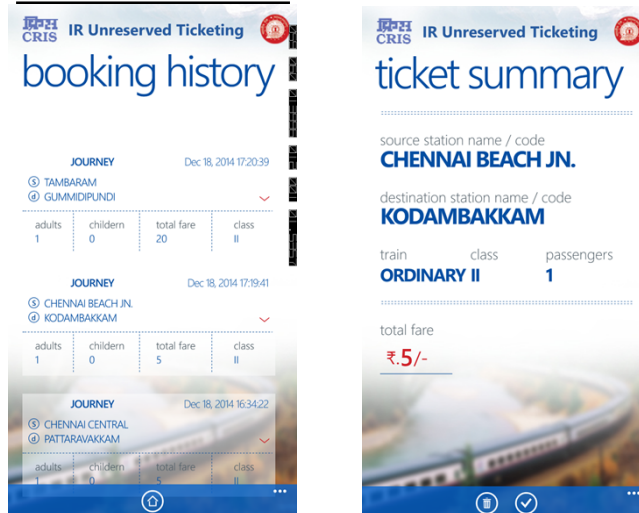 क्रिस
CRIS
IR Unreserved Ticketing
booking history
JOURNEY Dec 18, 2014 17:20:39
s TAMBARAM
d GUMMIDIPUNDI
adults childern total fare class
1 0 20 II
JOURNEY Dec 18, 2014 17:19:41
s CHENNAI BEACH JN.
d KODAMBAKKAM
adults childern total fare class
1 0 5 II
JOURNEY Dec 18, 2014 16:34:22
s CHENNAI CENTRAL
d PATTARAVAKKAM
adults childern total fare class
1 0 5 II
क्रिस
CRIS
IR Unreserved Ticketing
ticket summary
source station name / code
CHENNAI BEACH JN.
destination station name / code
KODAMBAKKAM
train class passengers
ORDINARY II 1
total fare
₹.5/-